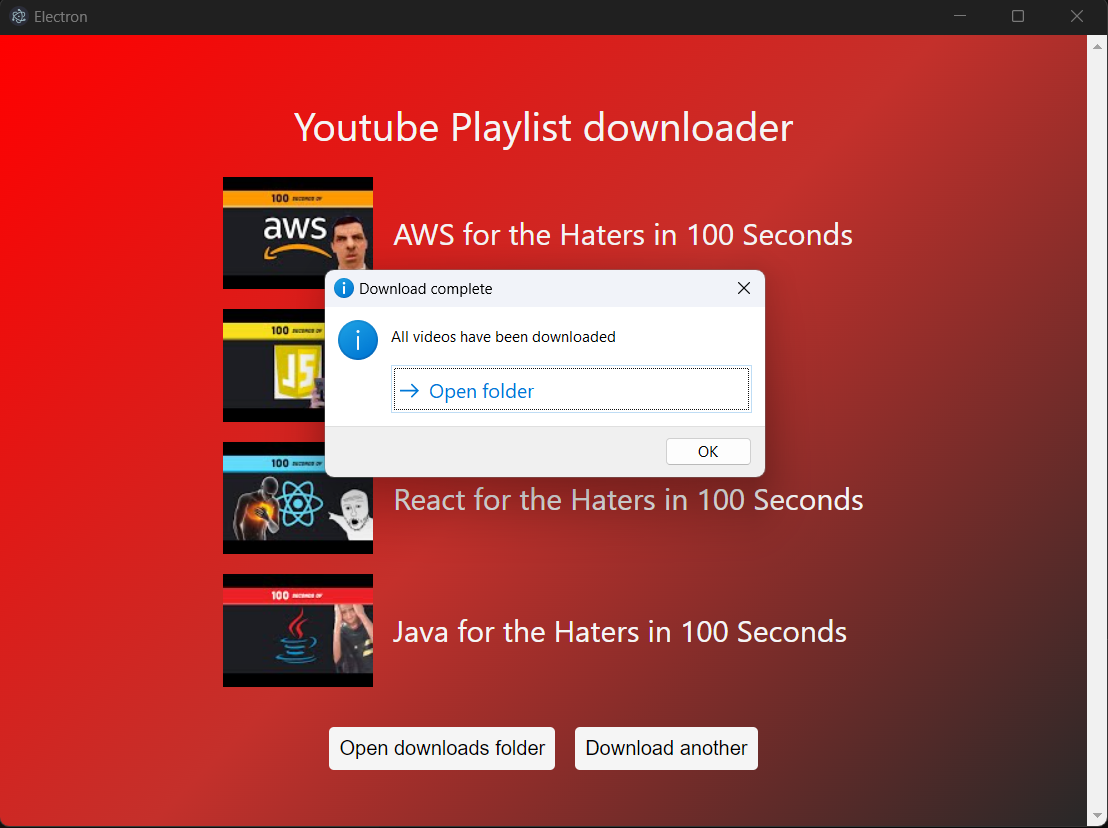 Electron
Youtube Playlist downloader
100 SECONDS OF
aws
AWS for the Haters in 100 Seconds
Download complete
All videos have been downloaded
Open folder
OK
100 SECONDS OF
JS
100 SECONDS OF
React for the Haters in 100 Seconds
100 SECONDS OF
Java for the Haters in 100 Seconds
Open downloads folder
Download another